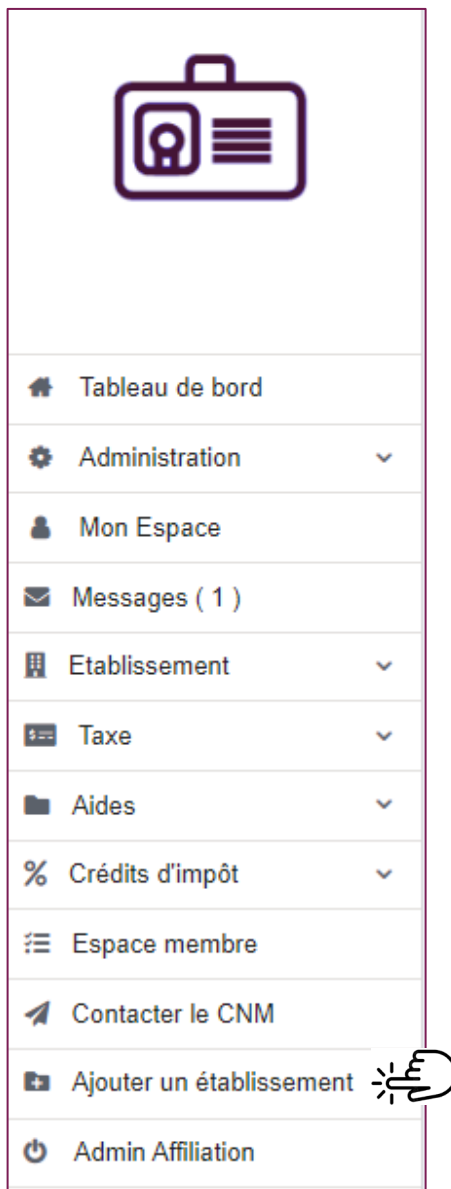 Tableau de bord
Administration
Mon Espace
Messages ( 1 )
Etablissement
Taxe
Aides
Crédits d'impôt
Espace membre
Contacter le CNM
Ajouter un établissement
Admin Affiliation